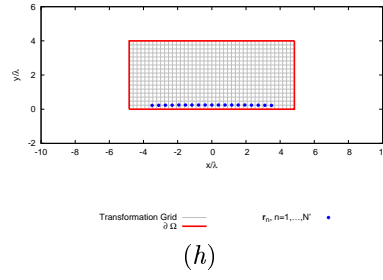 6
4
2
0
-2
y/λ
-10 -8 -6 -4 -2 0 2 4 6 8 10
x/λ
Transformation Grid
∂ Ω
r_n, n=1,...,N'
(h)